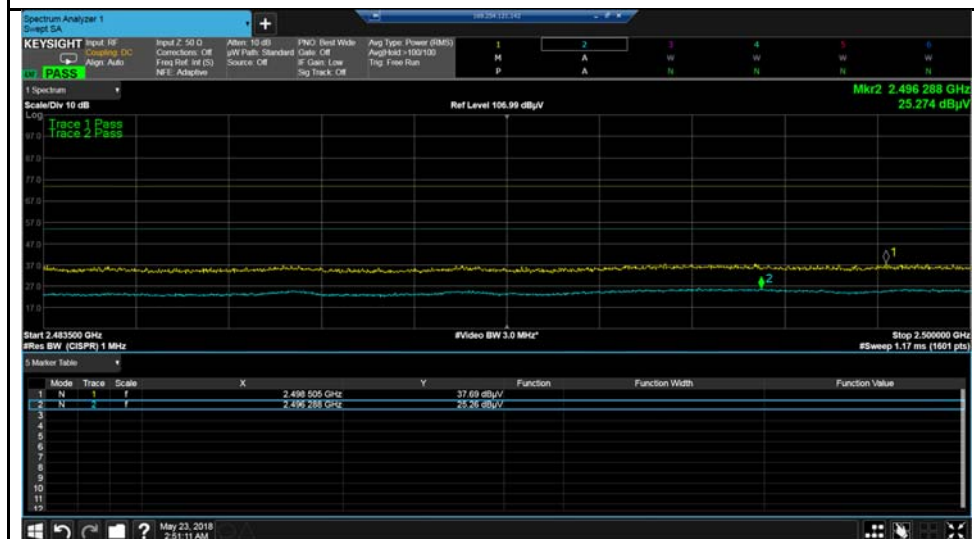 Spectrum Analyzer 1
Swept SA
+
169.254.121.142
KEYSIGHT Input: RF Input Z: 50 Ω Atten: 10 dB PNO: Best Wide Avg Type: Power (RMS) 1 2 3 4 5 6
Coupling: DC Corrections: Off µW Path: Standard Gate: Off Avg|Hold:>100/100 M A W W W W
Align: Auto Freq Ref: Int (S) Source: Off IF Gain: Low Trig: Free Run
PASS NFE: Adaptive Sig Track: Off P A N N N N
1 Spectrum Mkr2 2.496 288 GHz
Scale/Div 10 dB Ref Level 106.99 dBµV 25.274 dBµV
Log
Trace 1 Pass
97.0 Trace 2 Pass
87.0
77.0
67.0
57.0
47.0
1
37.0
2
27.0
17.0
Start 2.483500 GHz #Video BW 3.0 MHz* Stop 2.500000 GHz
#Res BW (CISPR) 1 MHz #Sweep 1.17 ms (1601 pts)
5 Marker Table
Mode Trace Scale X Y Function Function Width Function Value
1 N 1 f 2.498 505 GHz 37.69 dBµV
2 N 2 f 2.496 288 GHz 25.26 dBµV
3
4
5
6
7
8
9
10
11
12
? May 23, 2018
2:51:11 AM